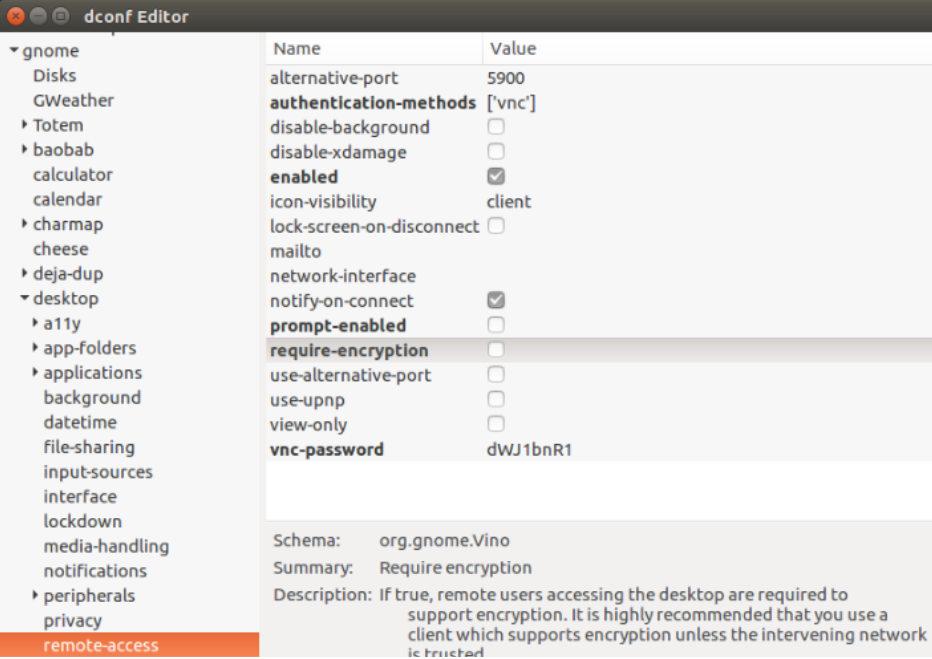 dconf Editor
gnome
Disks
GWeather
Totem
baobab
calculator
calendar
charmap
cheese
deja-dup
desktop
a11y
app-folders
applications
background
datetime
file-sharing
input-sources
interface
lockdown
media-handling
notifications
peripherals
privacy
remote-access
Name Value
alternative-port 5900
authentication-methods ['vnc']
disable-background
disable-xdamage
enabled
icon-visibility client
lock-screen-on-disconnect
mailto
network-interface
notify-on-connect
prompt-enabled
require-encryption
use-alternative-port
use-upnp
view-only
vnc-password dWJ1bnR1
Schema: org.gnome.Vino
Summary: Require encryption
Description: If true, remote users accessing the desktop are required to
support encryption. It is highly recommended that you use a
client which supports encryption unless the intervening network
is trusted